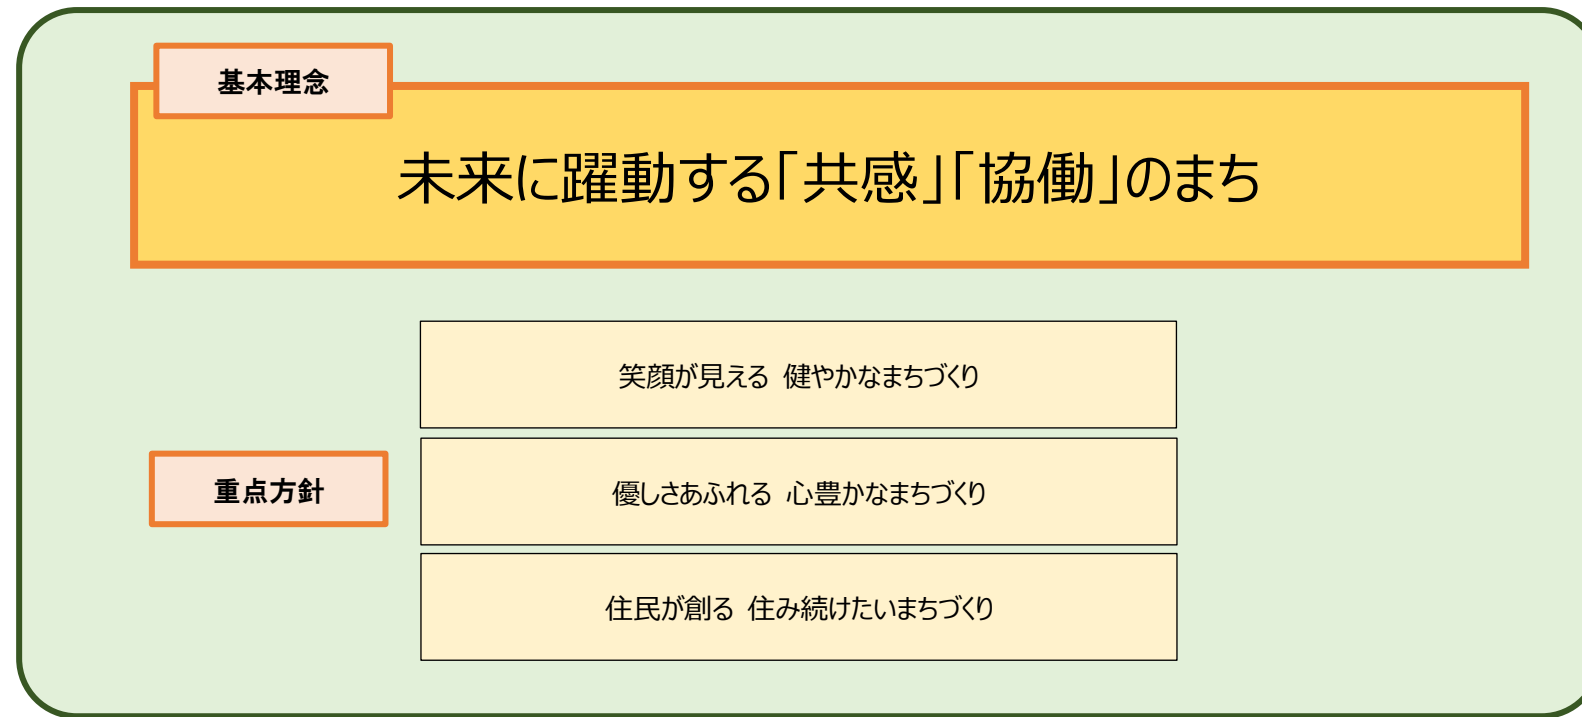 基本理念
未来に躍動する「共感」「協働」のまち
笑顔が見える 健やかなまちづくり
重点方針
優しさあふれる 心豊かなまちづくり
住民が創る 住み続けたいまちづくり